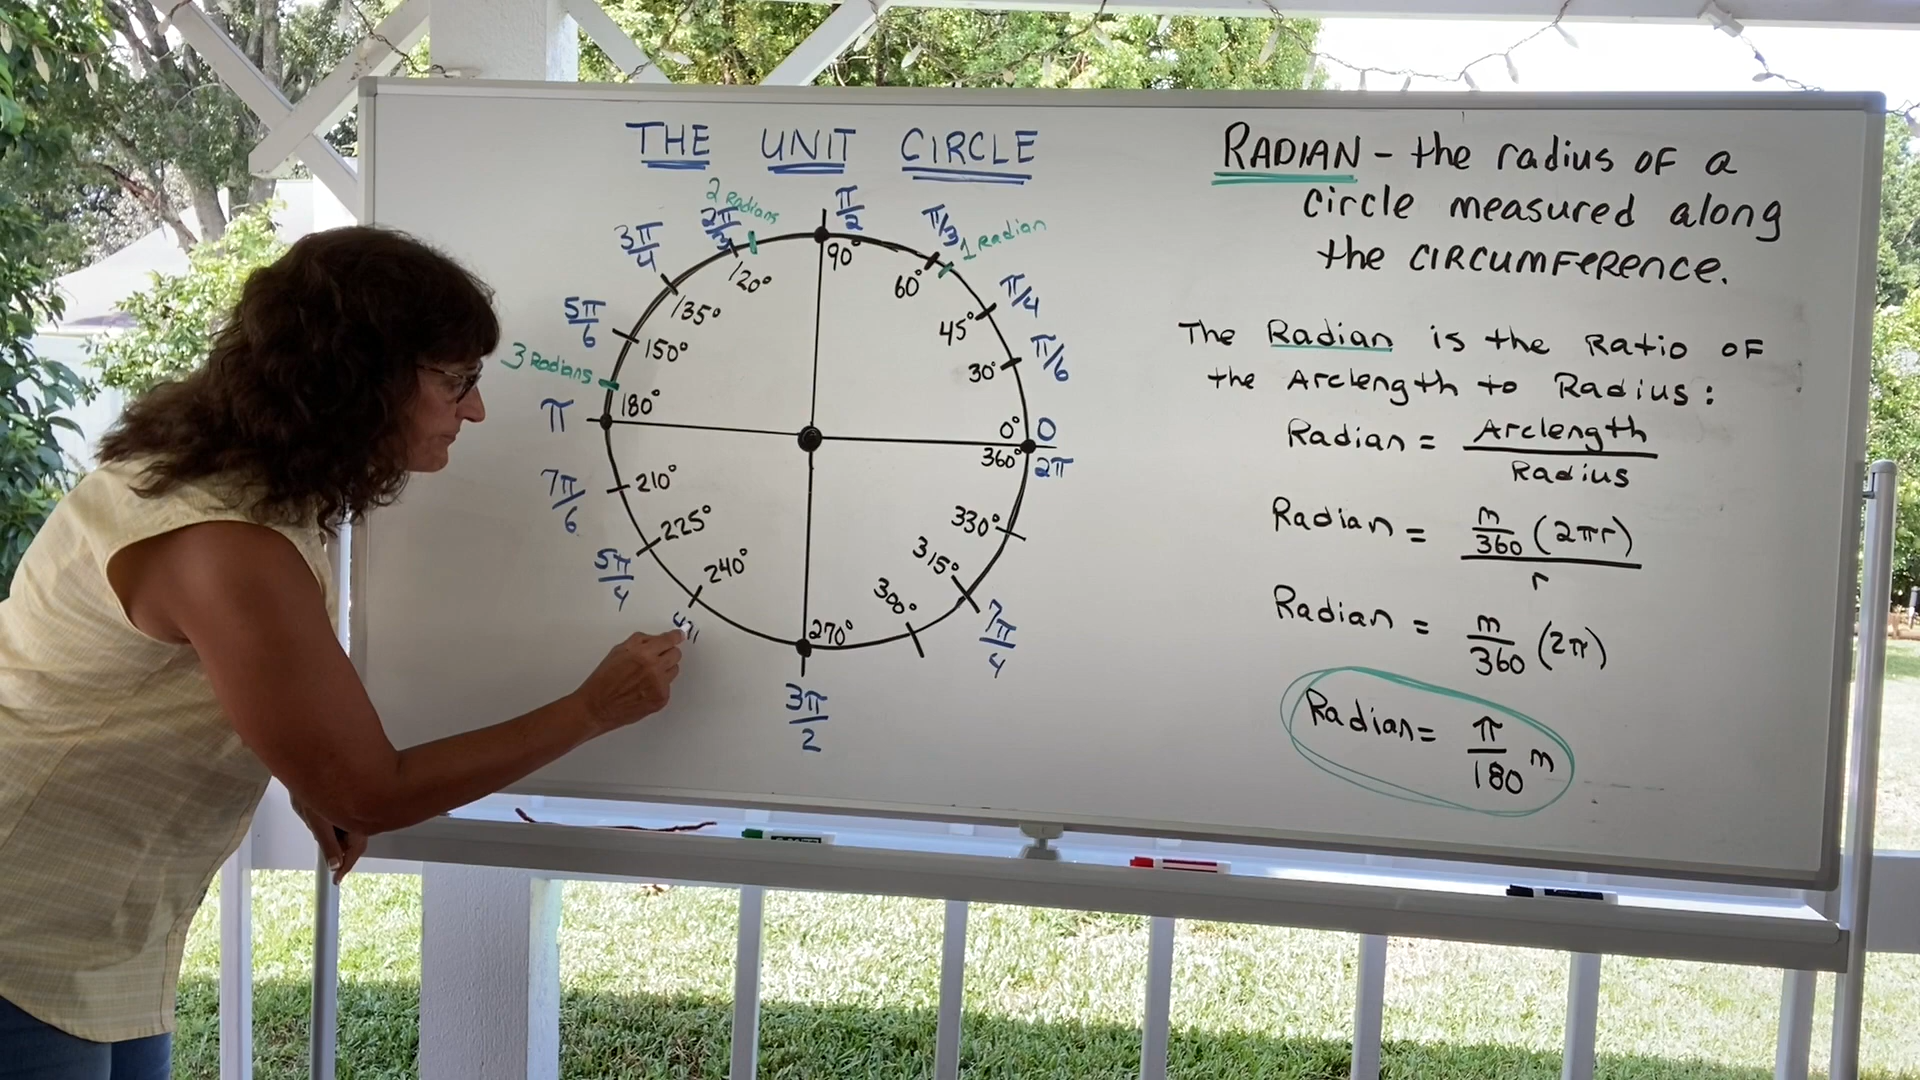 THE UNIT CIRCLE
2 Radians
π/2
2π/3
π/3
1 Radian
3π/4
90°
120°
60°
π/4
135°
45°
5π/6
150°
π/6
30°
3 Radians
π
180°
0°
0
360°
2π
7π/6
210°
330°
225°
315°
5π/4
240°
300°
4π
270°
7π/4
3π/2
RADIAN - the radius OF a
circle measured along
the CIRCUMFERENCE.
The Radian is the Ratio OF
the Arclength to Radius:
Radian = Arclength / Radius
Radian = m/360 (2πr) / r
Radian = m/360 (2π)
Radian = π/180 m